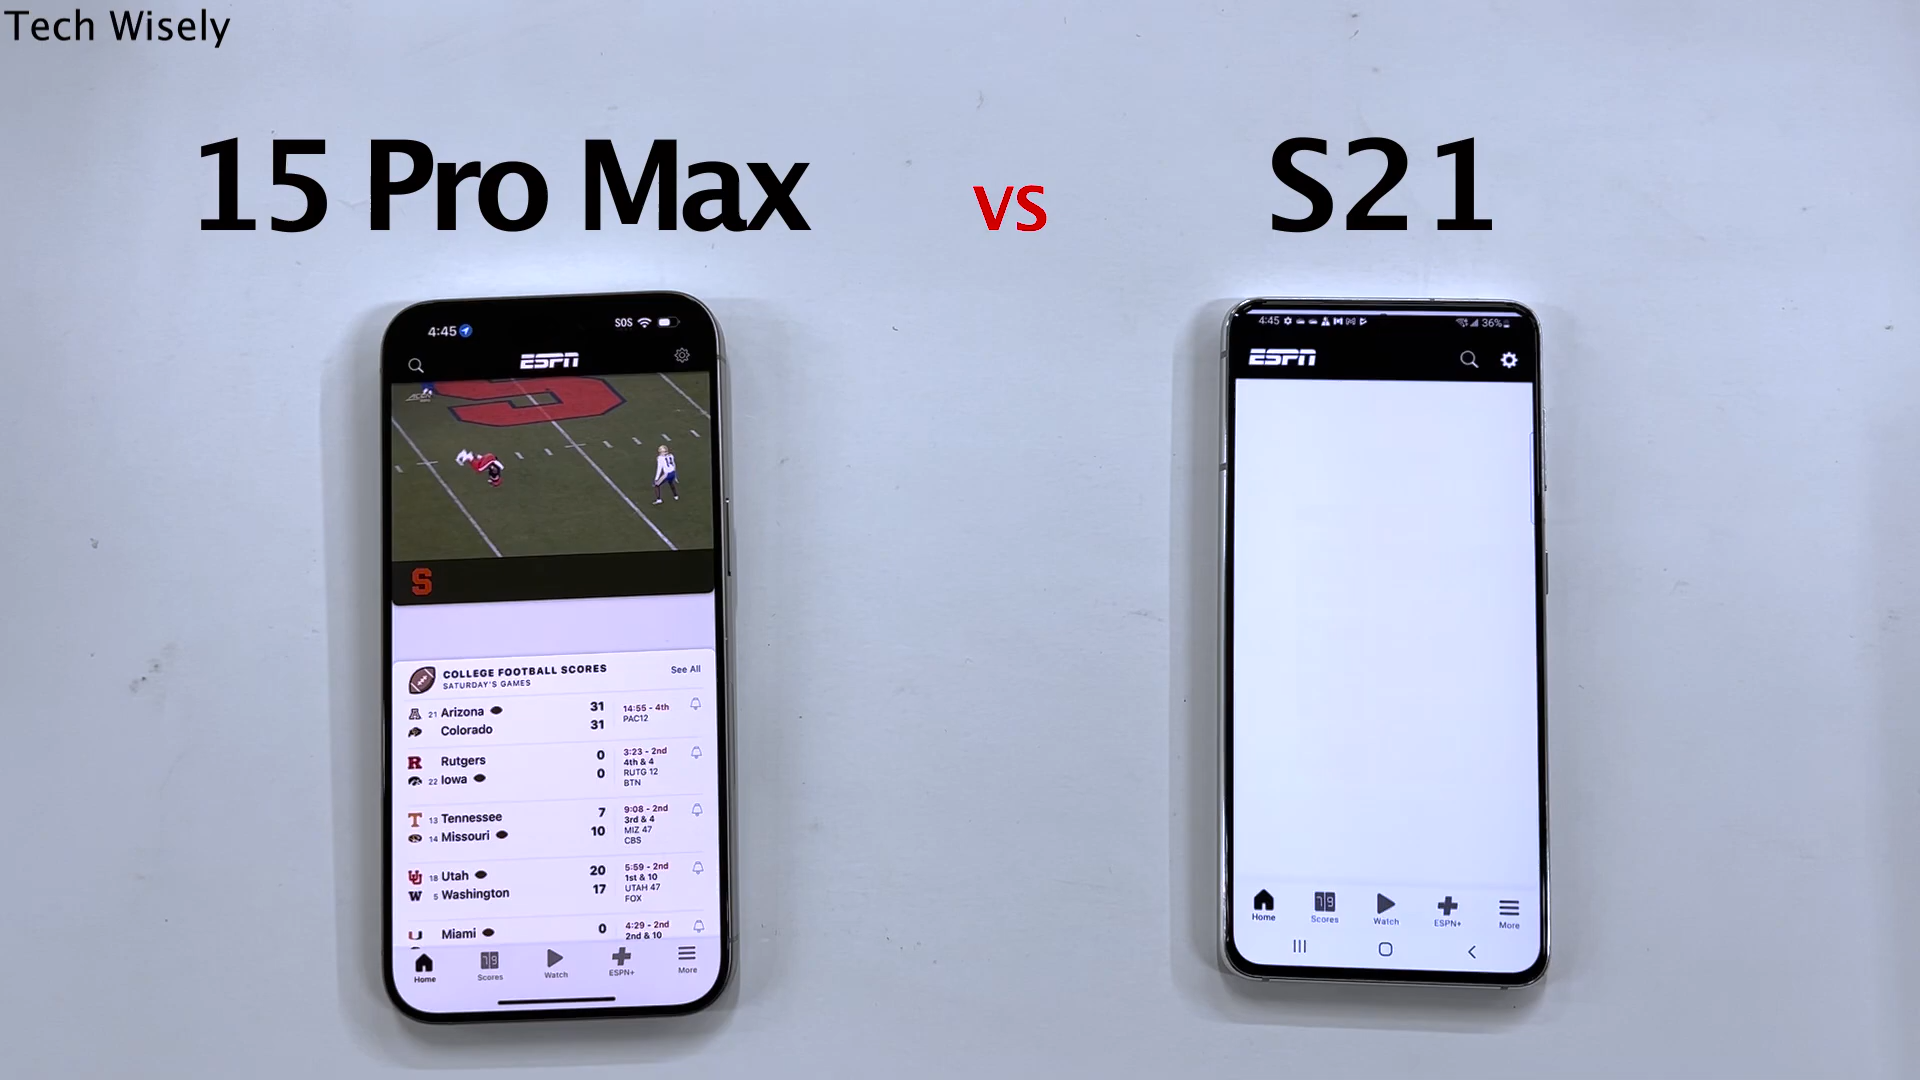 Tech Wisely
15 Pro Max vs S21
4:45 SOS
ESPN
S
COLLEGE FOOTBALL SCORES See All
SATURDAY'S GAMES
21 Arizona 31 14:55 - 4th
Colorado 31 PAC12
Rutgers 0 3:23 - 2nd
4th & 4
22 Iowa 0 RUTG 12
BTN
13 Tennessee 7 9:08 - 2nd
3rd & 4
14 Missouri 10 MIZ 47
CBS
18 Utah 20 5:59 - 2nd
1st & 10
5 Washington 17 UTAH 47
FOX
Miami 0 4:29 - 2nd
2nd & 10
Home Scores Watch ESPN+ More
4:45 36%
ESPN
Home Scores Watch ESPN+ More